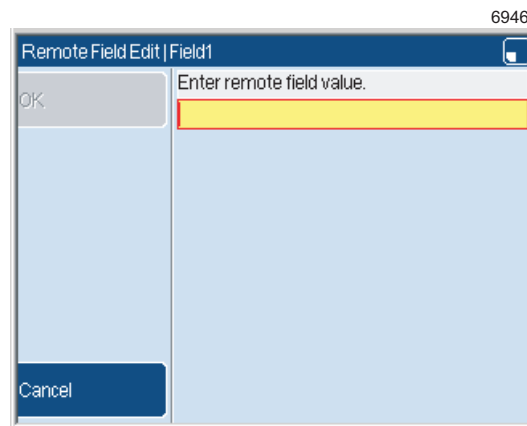 6946
Remote Field Edit | Field1
Enter remote field value.
OK
Cancel